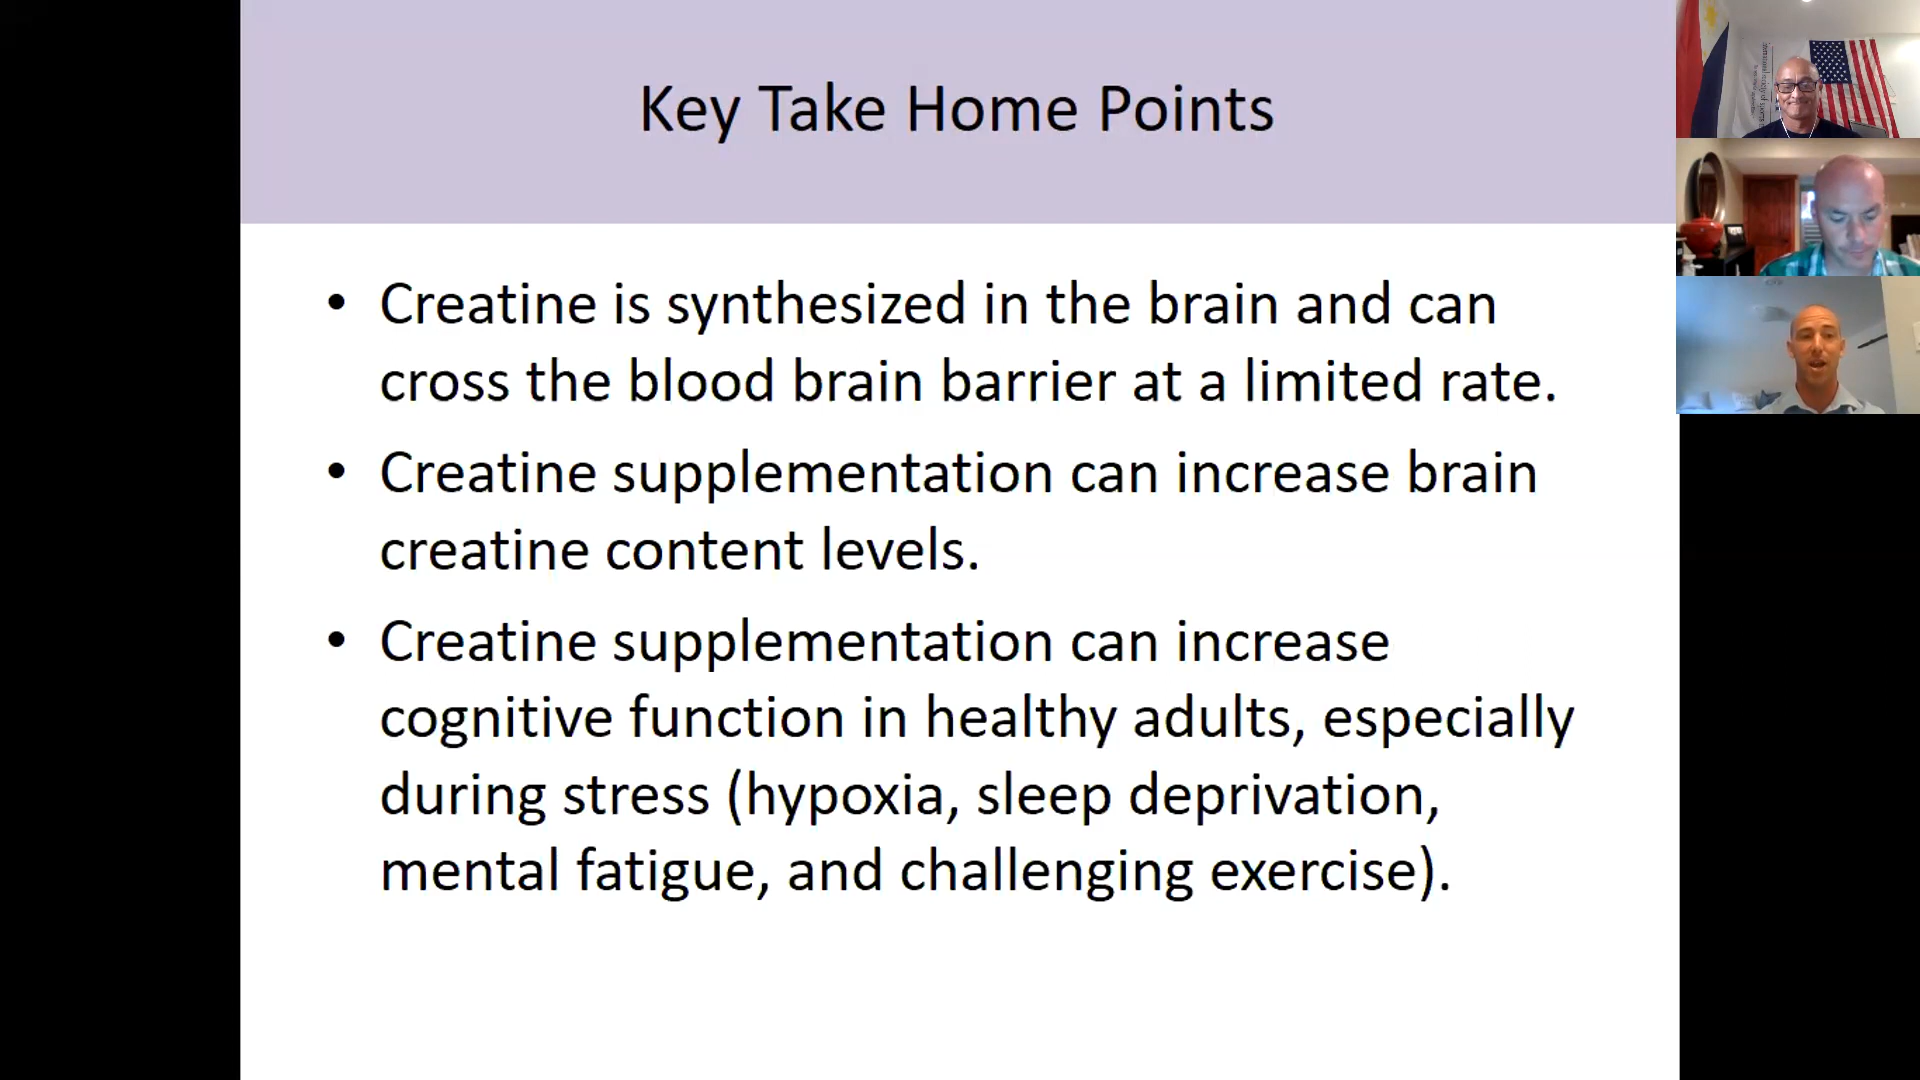 Key Take Home Points
• Creatine is synthesized in the brain and can
cross the blood brain barrier at a limited rate.
• Creatine supplementation can increase brain
creatine content levels.
• Creatine supplementation can increase
cognitive function in healthy adults, especially
during stress (hypoxia, sleep deprivation,
mental fatigue, and challenging exercise).